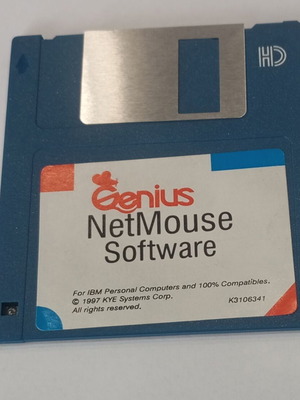 HD
Genius
NetMouse
Software
For IBM Personal Computers and 100% Compatibles.
© 1997 KYE Systems Corp. K3106341
All rights reserved.